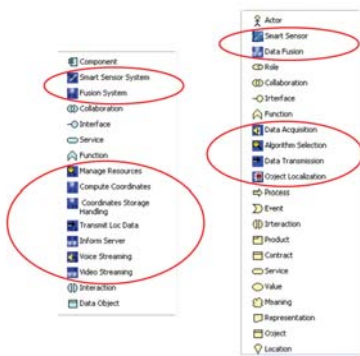 Component
Smart Sensor System
Fusion System
Collaboration
Interface
Service
Function
Manage Resources
Compute Coordinates
Coordinates Storage
Handling
Transmit Loc Data
Inform Server
Voice Streaming
Video Streaming
Interaction
Data Object
Actor
Smart Sensor
Data Fusion
Role
Collaboration
Interface
Function
Data Acquisition
Algorithm Selection
Data Transmission
Object Localization
Process
Event
Interaction
Product
Contract
Service
Value
Meaning
Representation
Object
Location